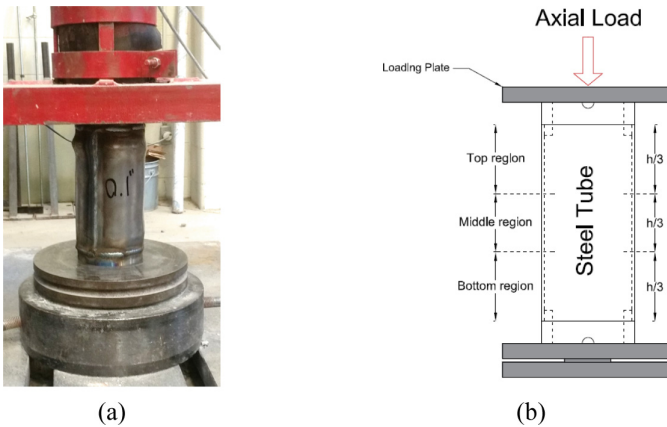 0.1"
Axial Load
Loading Plate
Top region
Middle region
Bottom region
Steel Tube
h/3
h/3
h/3
(a)
(b)